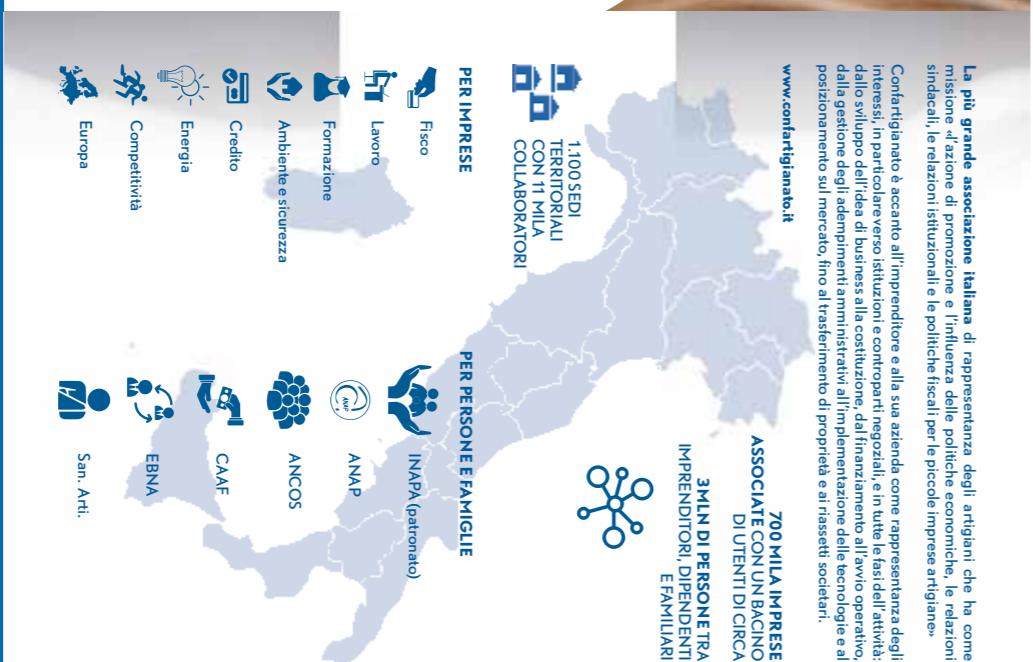 La più grande associazione italiana di rappresentanza degli artigiani che ha come
missione «l'azione di promozione e l'influenza delle politiche economiche, le relazioni
sindacali, le relazioni istituzionali e le politiche fiscali per le piccole imprese artigiane»
Confartigianato è accanto all'imprenditore e alla sua azienda come rappresentanza degli
interessi, in particolare verso istituzioni e controparti negoziali, e in tutte le fasi dell'attività:
dallo sviluppo dell'idea di business alla costituzione, dal finanziamento all'avvio operativo,
dalla gestione degli adempimenti amministrativi all'implementazione delle tecnologie e al
posizionamento sul mercato, fino al trasferimento di proprietà e ai riassetti societari.
www.confartigianato.it
700 MILA IMPRESE
ASSOCIATE CON UN BACINO
DI UTENTI DI CIRCA
3MLN DI PERSONE TRA
IMPRENDITORI, DIPENDENTI
E FAMILIARI
1.100 SEDI
TERRITORIALI
CON 11 MILA
COLLABORATORI
PER IMPRESE
Fisco
Lavoro
Formazione
Ambiente e sicurezza
Credito
Energia
Competitività
Europa
PER PERSONE E FAMIGLIE
INAPA (patronato)
ANAP
ANAP
ANCOS
CAAF
EBNA
San. Arti.